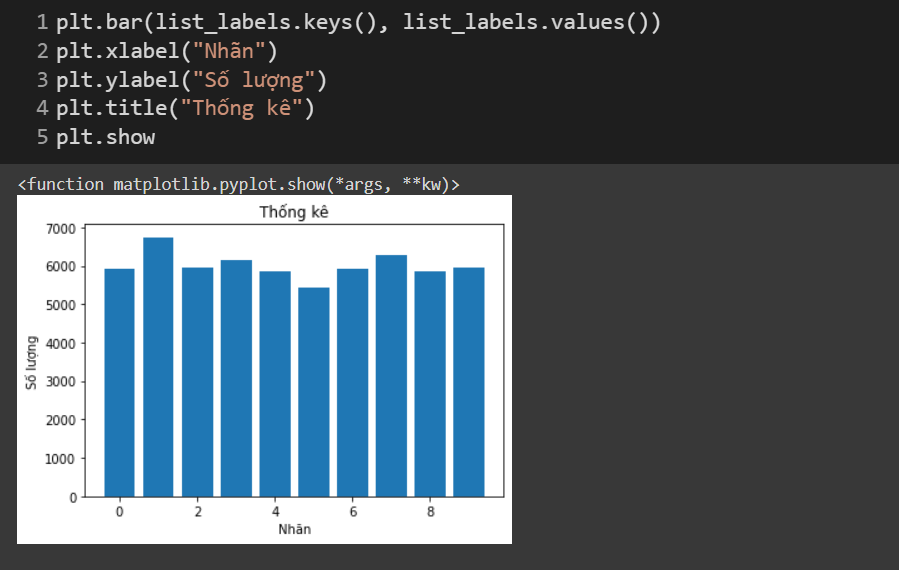 1 plt.bar(list_labels.keys(), list_labels.values())
2 plt.xlabel("Nhãn")
3 plt.ylabel("Số lượng")
4 plt.title("Thống kê")
5 plt.show
<function matplotlib.pyplot.show(*args, **kw)>
Thống kê
7000
6000
5000
4000
3000
2000
1000
0
Số lượng
0 2 4 6 8
Nhãn